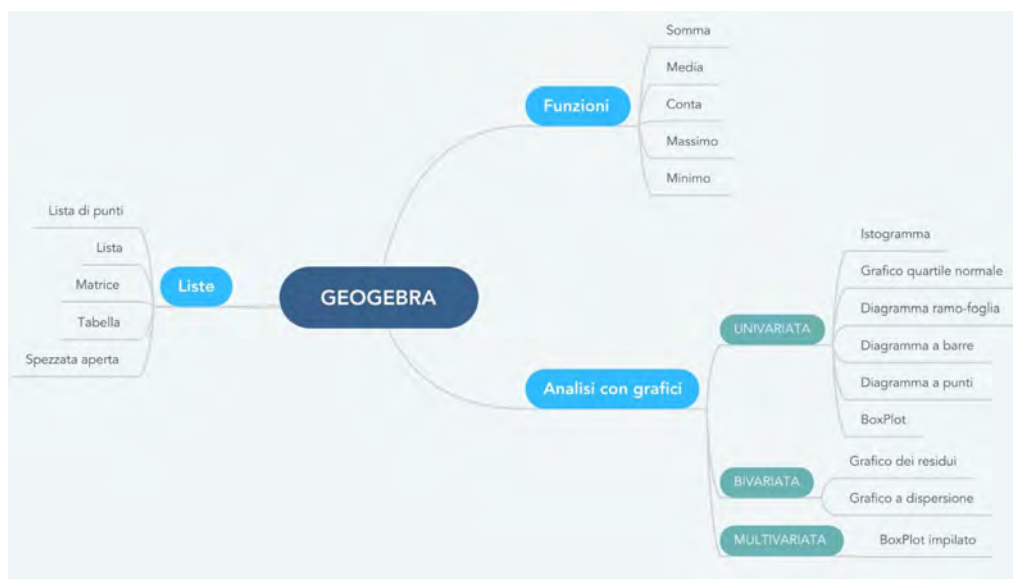 GEOGEBRA
Funzioni
Somma
Media
Conta
Massimo
Minimo
Liste
Lista di punti
Lista
Matrice
Tabella
Spezzata aperta
Analisi con grafici
UNIVARIATA
Istogramma
Grafico quartile normale
Diagramma ramo-foglia
Diagramma a barre
Diagramma a punti
BoxPlot
BIVARIATA
Grafico dei residui
Grafico a dispersione
MULTIVARIATA
BoxPlot impilato